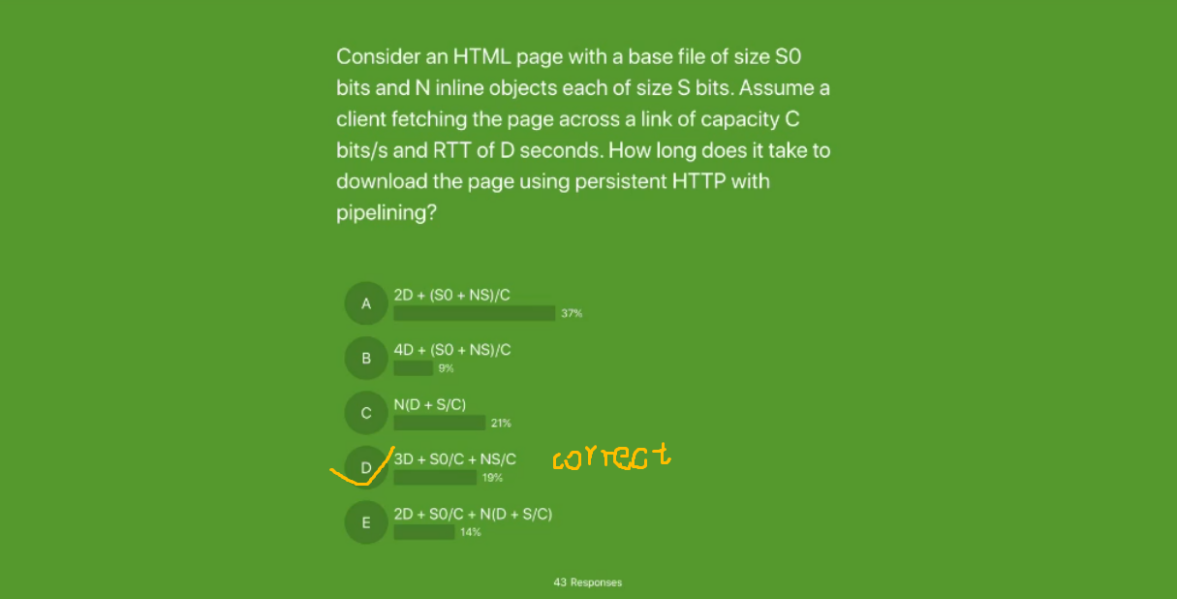 Consider an HTML page with a base file of size S0
bits and N inline objects each of size S bits. Assume a
client fetching the page across a link of capacity C
bits/s and RTT of D seconds. How long does it take to
download the page using persistent HTTP with
pipelining?
A 2D + (S0 + NS)/C
37%
B 4D + (S0 + NS)/C
9%
C N(D + S/C)
21%
D 3D + S0/C + NS/C correct
19%
E 2D + S0/C + N(D + S/C)
14%
43 Responses